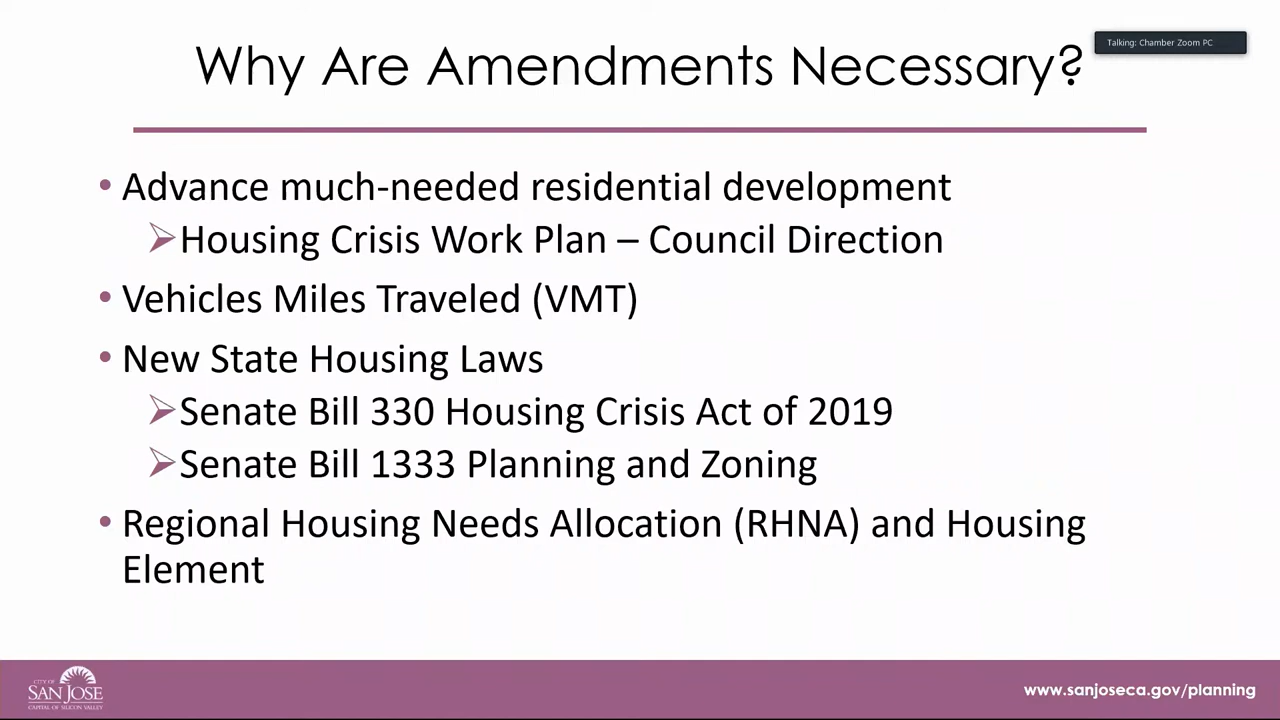 Talking: Chamber Zoom PC
Why Are Amendments Necessary?
• Advance much-needed residential development
➢Housing Crisis Work Plan – Council Direction
• Vehicles Miles Traveled (VMT)
• New State Housing Laws
➢Senate Bill 330 Housing Crisis Act of 2019
➢Senate Bill 1333 Planning and Zoning
• Regional Housing Needs Allocation (RHNA) and Housing
Element
CITY OF
SAN JOSE
CAPITAL OF SILICON VALLEY
www.sanjoseca.gov/planning